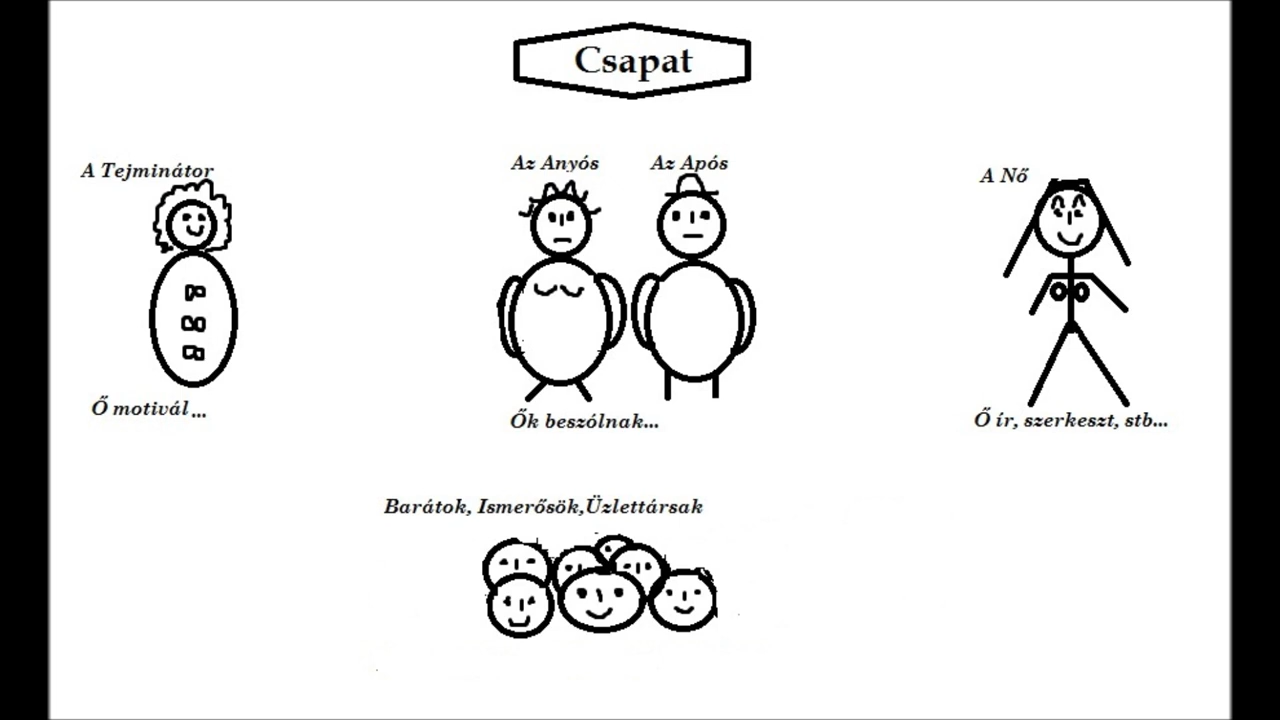 Csapat
A Tejminátor
Az Anyós
Az Após
A Nő
Ő motivál...
Ők beszólnak...
Ő ír, szerkeszt, stb...
Barátok, Ismerősök,Üzlettársak